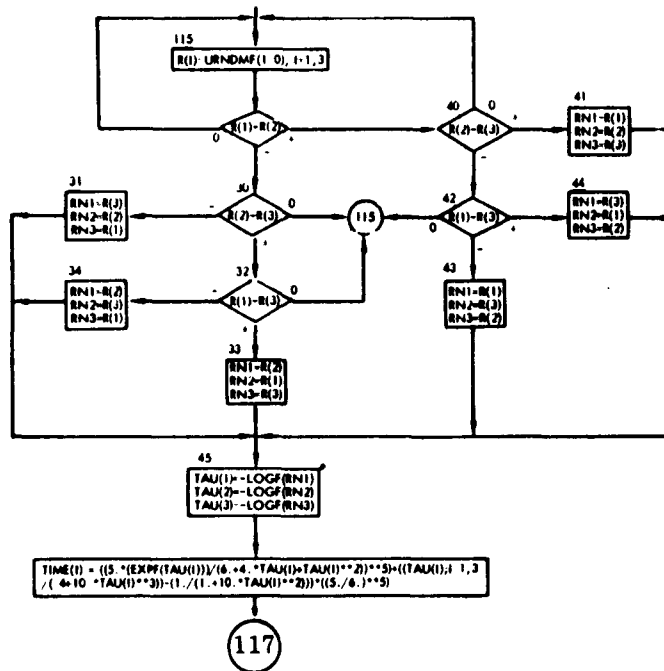 115
R(I)- URNDMF(1 0), I-1,3
R(1)-R(2)
0
+
-
40
0
R(2)-R(3)
+
-
41
RN1-R(1)
RN2=R(2)
RN3=R(3)
31
RN1-R(3)
RN2=R(2)
RN3=R(1)
30
-
R(2)-R(3)
0
+
115
42
R(1)-R(3)
0
+
-
44
RN1=R(3)
RN2=R(1)
RN3=R(2)
34
RN1-R(2)
RN2=R(3)
RN3=R(1)
32
-
R(1)-R(3)
0
+
43
RN1=R(1)
RN2=R(3)
RN3=R(2)
33
RN1-R(2)
RN2=R(1)
RN3=R(3)
45
TAU(1)=-LOGF(RN1)
TAU(2)=-LOGF(RN2)
TAU(3)--LOGF(RN3)
TIME(I) = ((5.*(EXPF(TAU(I)))/(6.+4.*TAU(I)+TAU(I)**2))**5)+((TAU(I);I 1,3
/( 4+10 *TAU(I)**3))-(1./(1.+10.*TAU(I)**2)))*((5./6.)**5)
117